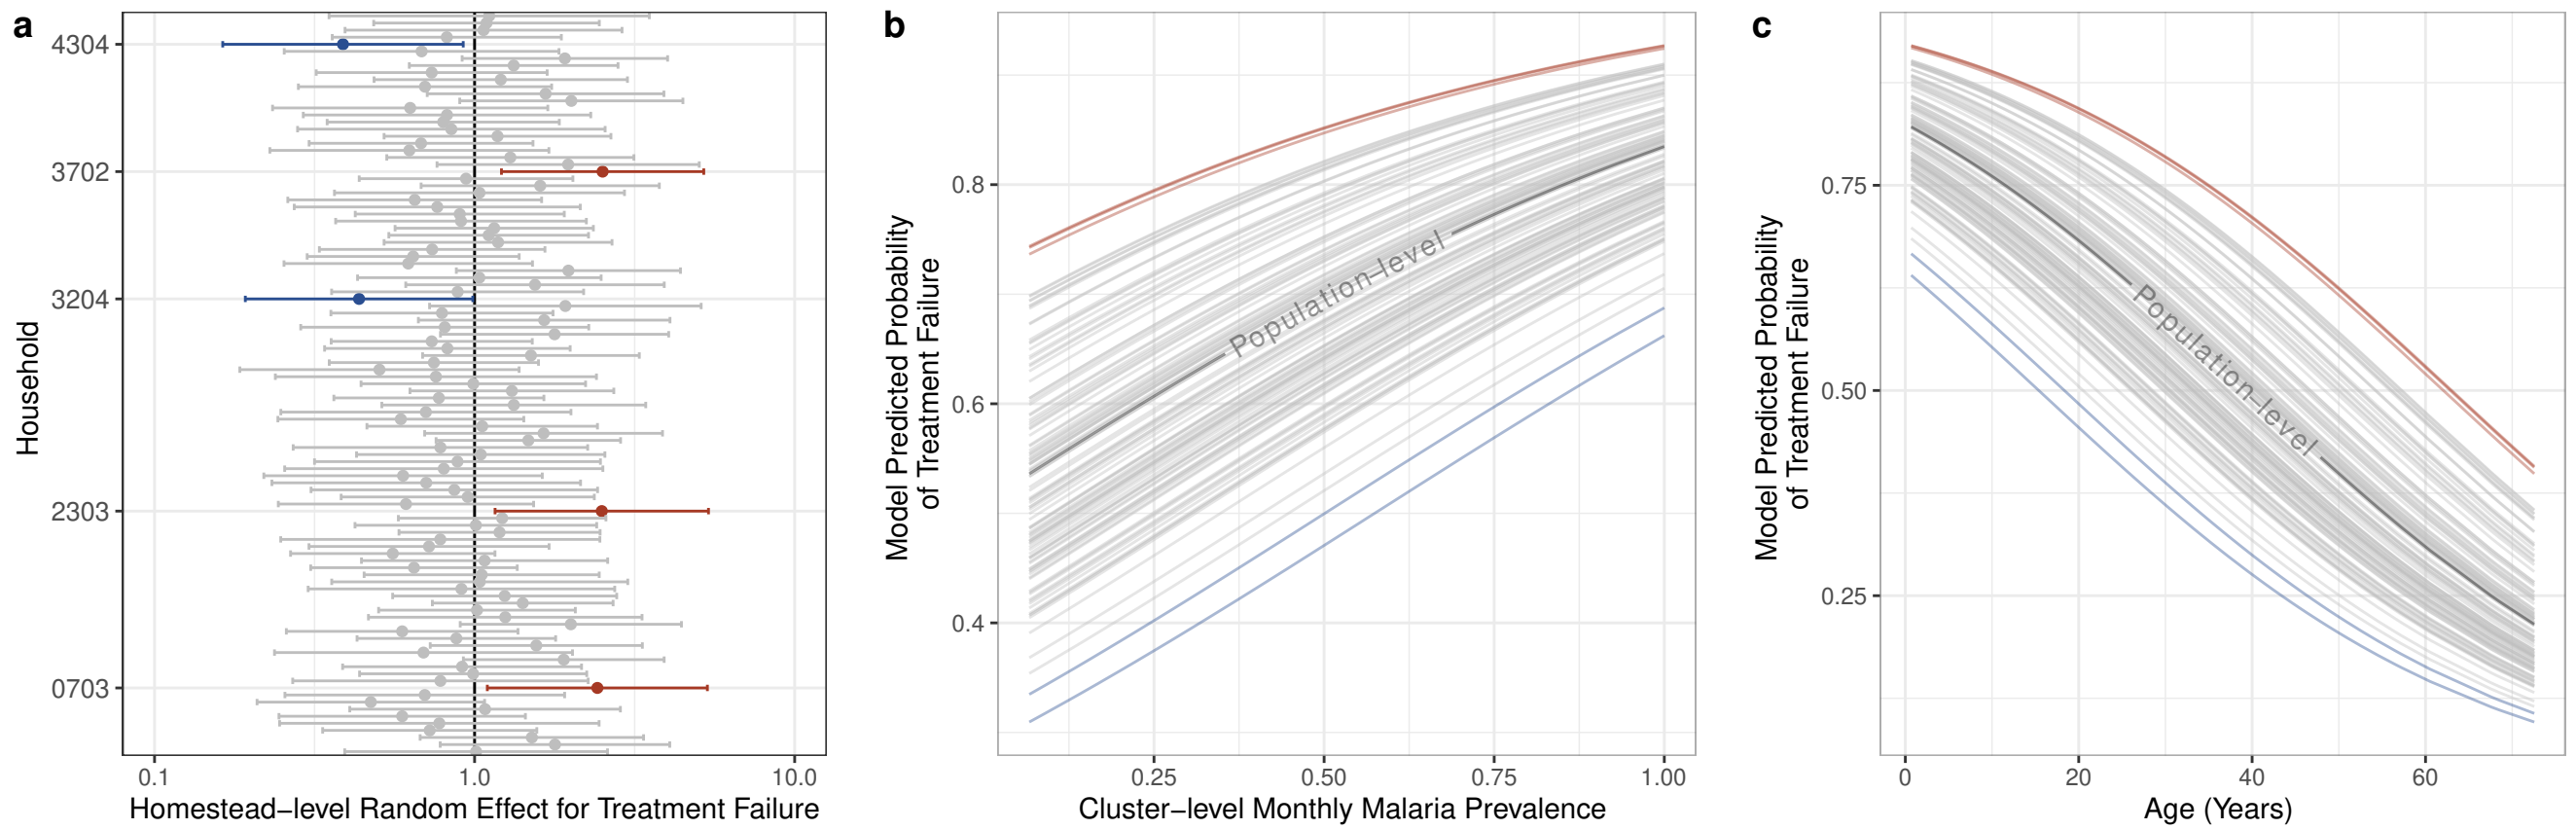 a
Household
4304
3702
3204
2303
0703
0.1
1.0
10.0
Homestead−level Random Effect for Treatment Failure
b
Model Predicted Probability
of Treatment Failure
0.8
0.6
0.4
Population−level
0.25
0.50
0.75
1.00
Cluster−level Monthly Malaria Prevalence
c
Model Predicted Probability
of Treatment Failure
0.75
0.50
0.25
Population−level
0
20
40
60
Age (Years)